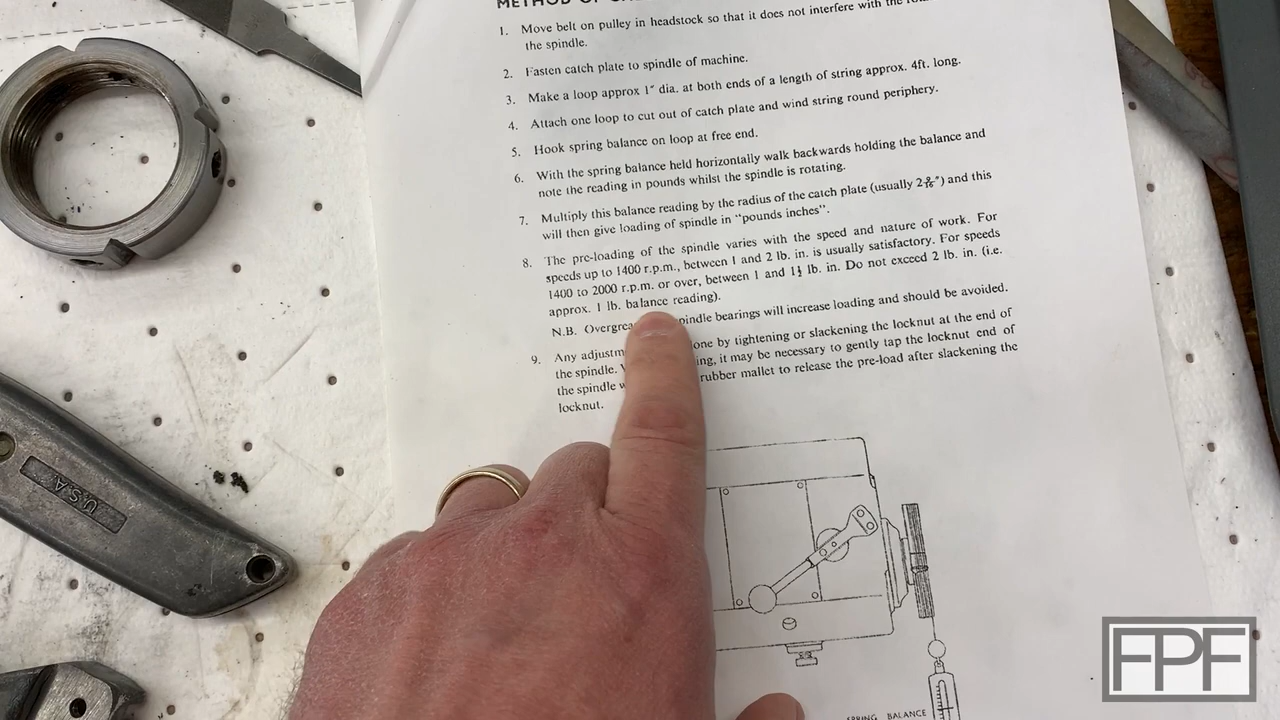 METHOD OF
1. Move belt on pulley in headstock so that it does not interfere with the
the spindle.
2. Fasten catch plate to spindle of machine.
3. Make a loop approx 1" dia. at both ends of a length of string approx. 4ft. long.
4. Attach one loop to cut out of catch plate and wind string round periphery.
5. Hook spring balance on loop at free end.
6. With the spring balance held horizontally walk backwards holding the balance and
note the reading in pounds whilst the spindle is rotating.
7. Multiply this balance reading by the radius of the catch plate (usually 2 9/16") and this
will then give loading of spindle in "pounds inches".
8. The pre-loading of the spindle varies with the speed and nature of work. For
speeds up to 1400 r.p.m., between 1 and 2 lb. in. is usually satisfactory. For speeds
1400 to 2000 r.p.m. or over, between 1 and 1½ lb. in. Do not exceed 2 lb. in. (i.e.
approx. 1 lb. balance reading).
N.B. Overgrea pindle bearings will increase loading and should be avoided.
9. Any adjustm one by tightening or slackening the locknut at the end of
the spindle. ng, it may be necessary to gently tap the locknut end of
the spindle w rubber mallet to release the pre-load after slackening the
locknut.
U.S.A.
SPRING BALANCE
FPF